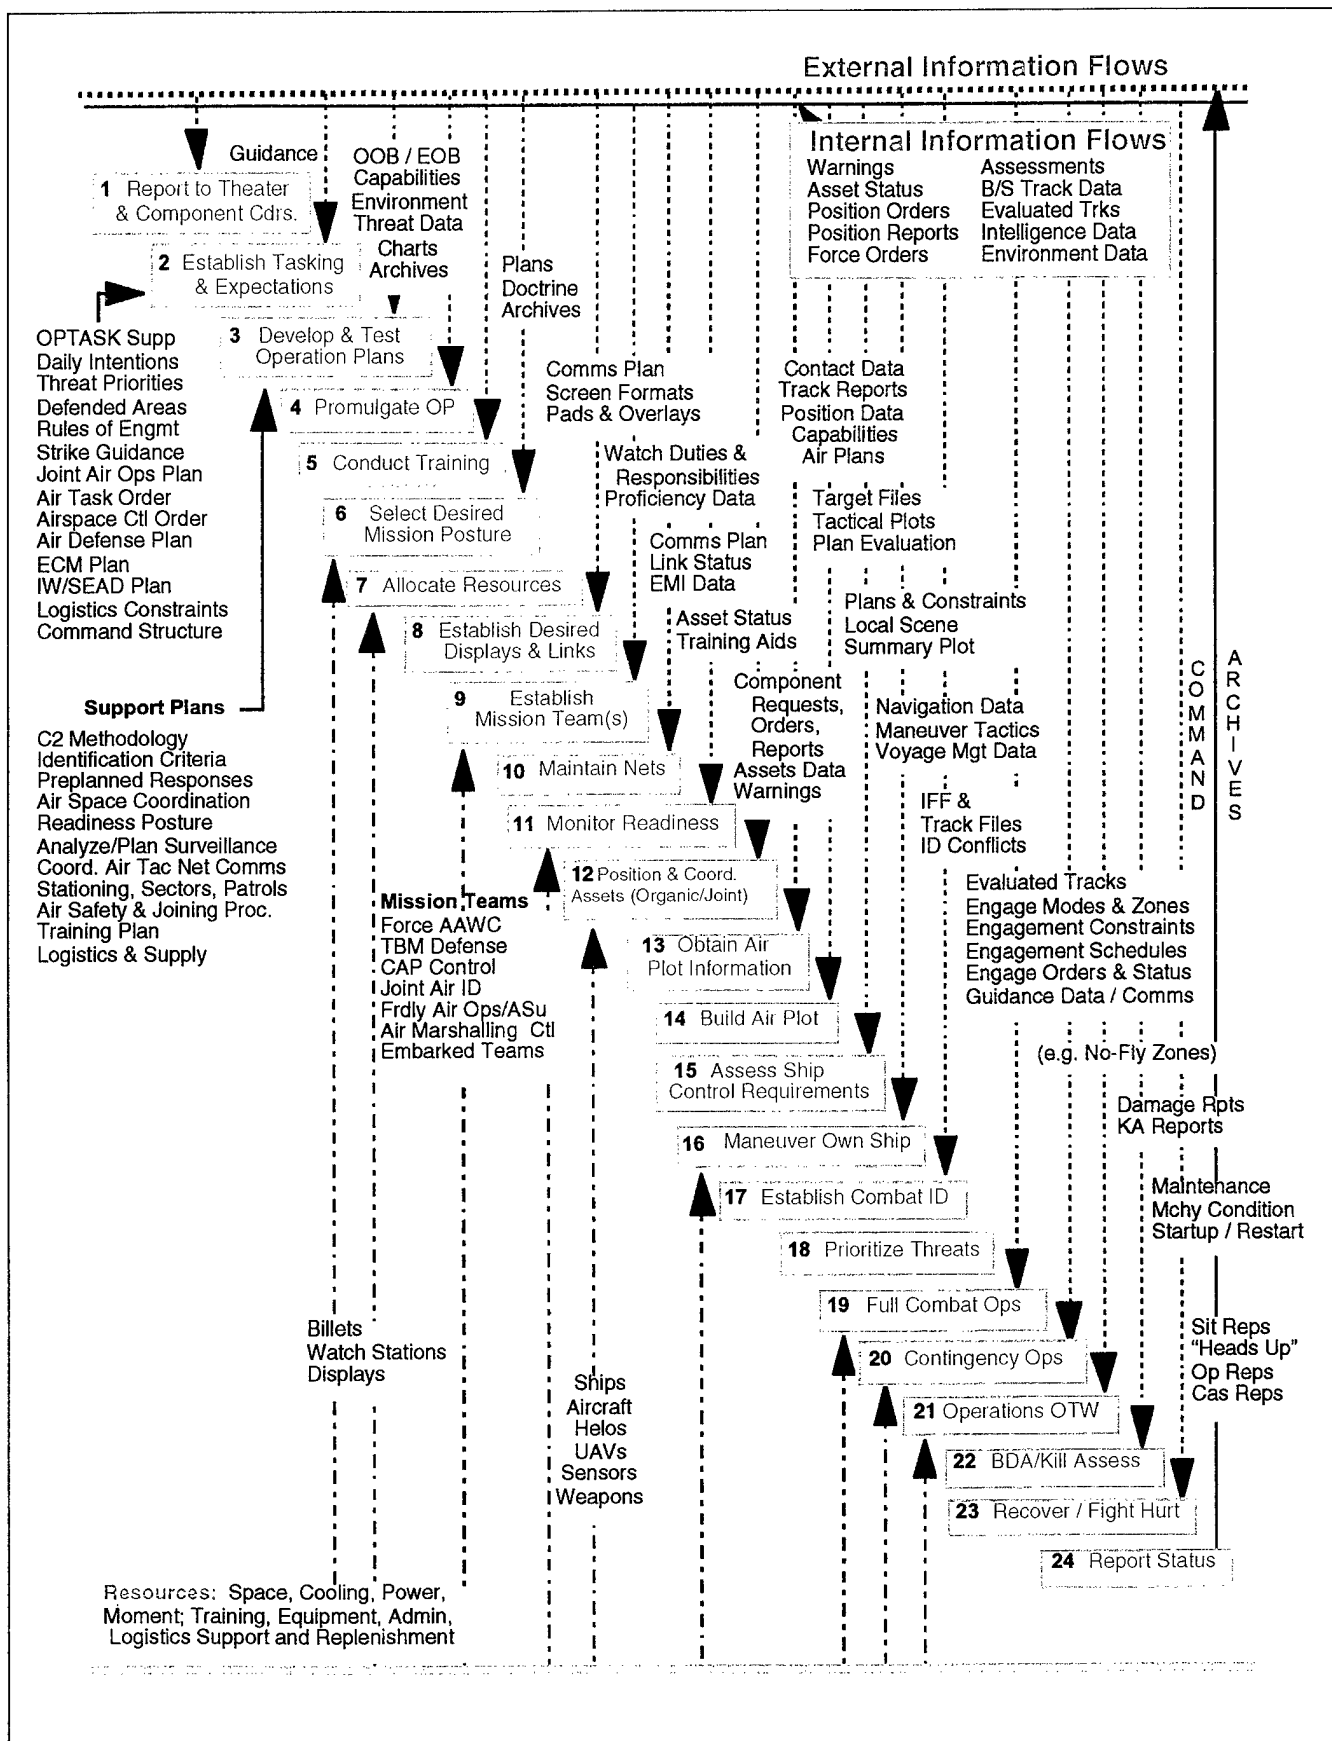 External Information Flows
Internal Information Flows
Warnings
Asset Status
Position Orders
Position Reports
Force Orders
Assessments
B/S Track Data
Evaluated Trks
Intelligence Data
Environment Data
Guidance
1 Report to Theater
& Component Cdrs.
OOB / EOB
Capabilities
Environment
Threat Data
Charts
Archives
2 Establish Tasking
& Expectations
Plans
Doctrine
Archives
OPTASK Supp
Daily Intentions
Threat Priorities
Defended Areas
Rules of Engmt
Strike Guidance
Joint Air Ops Plan
Air Task Order
Airspace Ctl Order
Air Defense Plan
ECM Plan
IW/SEAD Plan
Logistics Constraints
Command Structure
3 Develop & Test
Operation Plans
4 Promulgate OP
5 Conduct Training
6 Select Desired
Mission Posture
7 Allocate Resources
8 Establish Desired
Displays & Links
9 Establish
Mission Team(s)
10 Maintain Nets
11 Monitor Readiness
12 Position & Coord.
Assets (Organic/Joint)
13 Obtain Air
Plot Information
14 Build Air Plot
15 Assess Ship
Control Requirements
16 Maneuver Own Ship
17 Establish Combat ID
18 Prioritize Threats
19 Full Combat Ops
20 Contingency Ops
21 Operations OTW
22 BDA/Kill Assess
23 Recover / Fight Hurt
24 Report Status
Comms Plan
Screen Formats
Pads & Overlays
Watch Duties &
Responsibilities
Proficiency Data
Comms Plan
Link Status
EMI Data
Asset Status
Training Aids
Component
Requests,
Orders,
Reports
Assets Data
Warnings
Contact Data
Track Reports
Position Data
Capabilities
Air Plans
Target Files
Tactical Plots
Plan Evaluation
Plans & Constraints
Local Scene
Summary Plot
Navigation Data
Maneuver Tactics
Voyage Mgt Data
IFF &
Track Files
ID Conflicts
Evaluated Tracks
Engage Modes & Zones
Engagement Constraints
Engagement Schedules
Engage Orders & Status
Guidance Data / Comms
(e.g. No-Fly Zones)
Damage Rpts
KA Reports
Maintenance
Mchy Condition
Startup / Restart
Sit Reps
"Heads Up"
Op Reps
Cas Reps
COMMAND
ARCHIVES
Support Plans
C2 Methodology
Identification Criteria
Preplanned Responses
Air Space Coordination
Readiness Posture
Analyze/Plan Surveillance
Coord. Air Tac Net Comms
Stationing, Sectors, Patrols
Air Safety & Joining Proc.
Training Plan
Logistics & Supply
Mission Teams
Force AAWC
TBM Defense
CAP Control
Joint Air ID
Frdly Air Ops/ASu
Air Marshalling Ctl
Embarked Teams
Billets
Watch Stations
Displays
Ships
Aircraft
Helos
UAVs
Sensors
Weapons
Resources: Space, Cooling, Power,
Moment; Training, Equipment, Admin,
Logistics Support and Replenishment